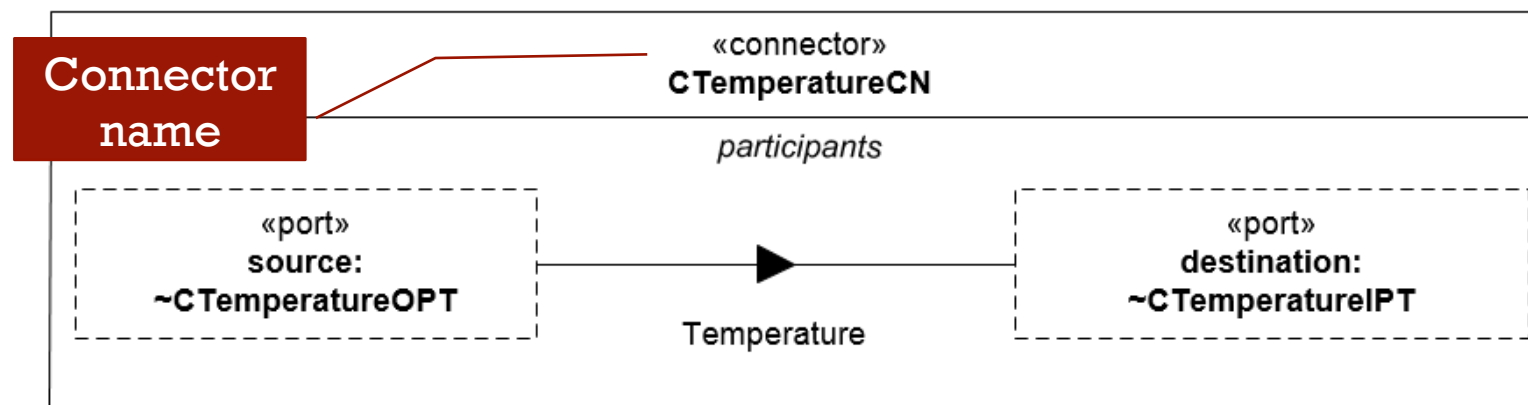 Connector
name
«connector»
CTemperatureCN
participants
«port»
source:
~CTemperatureOPT
Temperature
«port»
destination:
~CTemperatureIPT